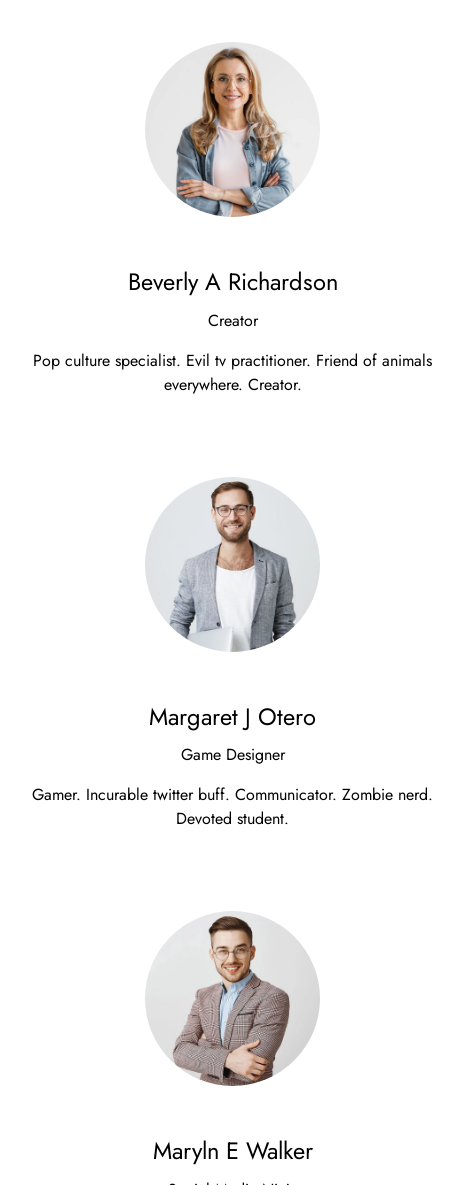 Beverly A Richardson
Creator
Pop culture specialist. Evil tv practitioner. Friend of animals
everywhere. Creator.
Margaret J Otero
Game Designer
Gamer. Incurable twitter buff. Communicator. Zombie nerd.
Devoted student.
Maryln E Walker